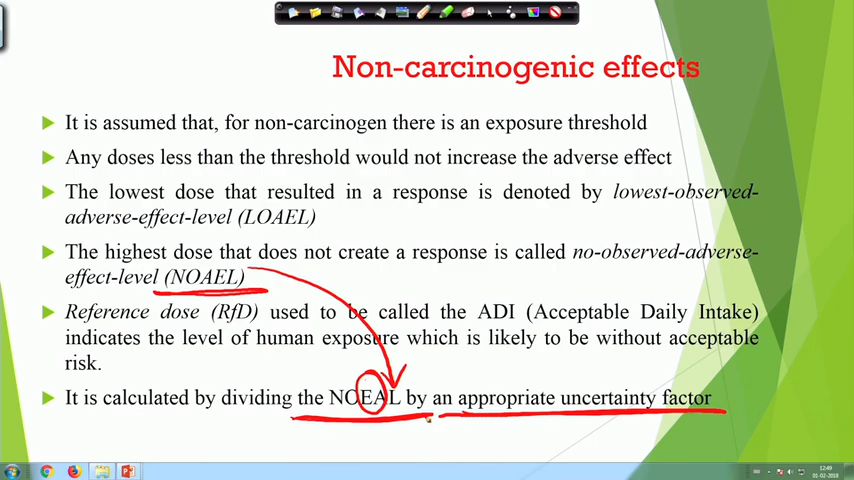 Non-carcinogenic effects
It is assumed that, for non-carcinogen there is an exposure threshold
Any doses less than the threshold would not increase the adverse effect
The lowest dose that resulted in a response is denoted by lowest-observed-
adverse-effect-level (LOAEL)
The highest dose that does not create a response is called no-observed-adverse-
effect-level (NOAEL)
Reference dose (RfD) used to be called the ADI (Acceptable Daily Intake)
indicates the level of human exposure which is likely to be without acceptable
risk.
It is calculated by dividing the NOEAL by an appropriate uncertainty factor
12:49
01-02-2018